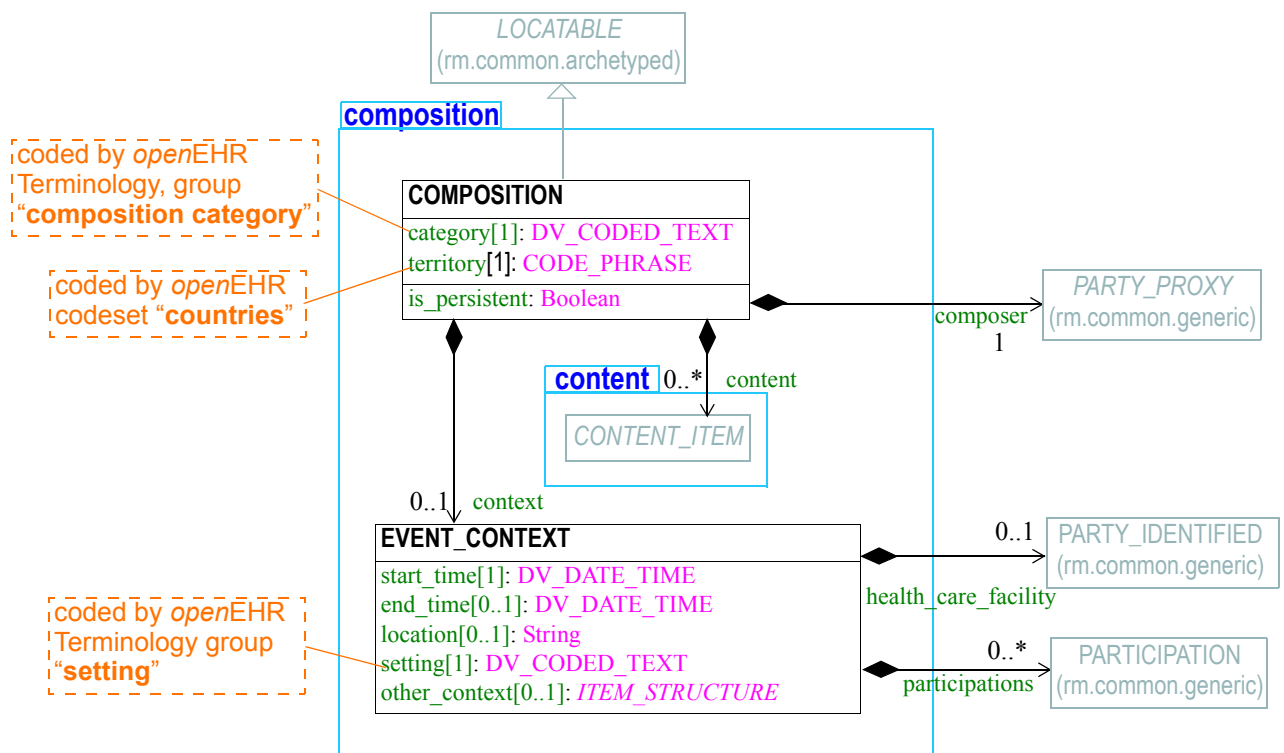 LOCATABLE
(rm.common.archetyped)
composition
coded by openEHR
Terminology, group
“composition category”
COMPOSITION
category[1]: DV_CODED_TEXT
territory[1]: CODE_PHRASE
is_persistent: Boolean
coded by openEHR
codeset “countries”
PARTY_PROXY
(rm.common.generic)
composer
1
content
0..*
content
CONTENT_ITEM
0..1
context
EVENT_CONTEXT
start_time[1]: DV_DATE_TIME
end_time[0..1]: DV_DATE_TIME
location[0..1]: String
setting[1]: DV_CODED_TEXT
other_context[0..1]: ITEM_STRUCTURE
0..1
PARTY_IDENTIFIED
(rm.common.generic)
health_care_facility
coded by openEHR
Terminology group
“setting”
0..*
participations
PARTICIPATION
(rm.common.generic)